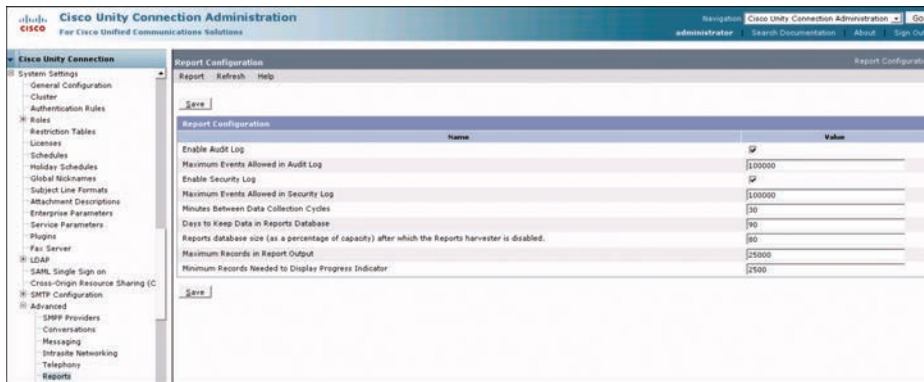 cisco
Cisco Unity Connection Administration
For Cisco Unified Communications Solutions
Navigation Cisco Unity Connection Administration Go
administrator Search Documentation About Sign Out
Cisco Unity Connection
System Settings
General Configuration
Cluster
Authentication Rules
Roles
Restriction Tables
Licenses
Schedules
Holiday Schedules
Global Nicknames
Subject Line Formats
Attachment Descriptions
Enterprise Parameters
Service Parameters
Plugins
Fax Server
LDAP
SAML Single Sign on
Cross-Origin Resource Sharing (C
SMTP Configuration
Advanced
SMPP Providers
Conversations
Messaging
Intrasite Networking
Telephony
Reports
Report Configuration
Report Configuratio
Report Refresh Help
Save
Report Configuration
Name Value
Enable Audit Log
Maximum Events Allowed in Audit Log 100000
Enable Security Log
Maximum Events Allowed in Security Log 100000
Minutes Between Data Collection Cycles 30
Days to Keep Data in Reports Database 90
Reports database size (as a percentage of capacity) after which the Reports harvester is disabled. 80
Maximum Records in Report Output 25000
Minimum Records Needed to Display Progress Indicator 2500
Save